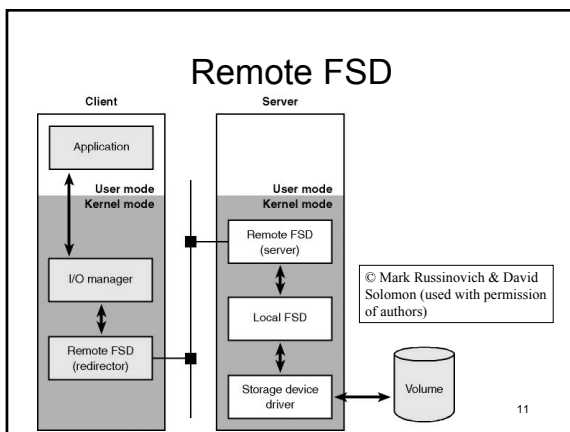 Remote FSD
Client
Server
Application
User mode
Kernel mode
User mode
Kernel mode
I/O manager
Remote FSD
(redirector)
Remote FSD
(server)
Local FSD
Storage device
driver
Volume
© Mark Russinovich & David
Solomon (used with permission
of authors)
11